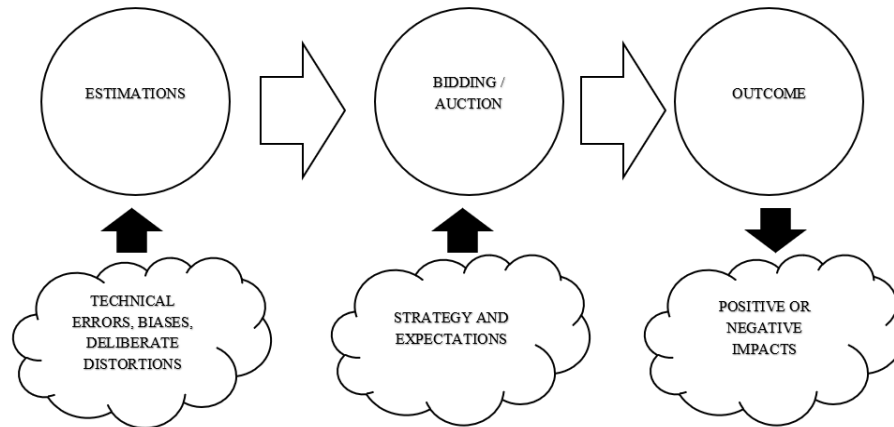 ESTIMATIONS
BIDDING /
AUCTION
OUTCOME
TECHNICAL
ERRORS, BIASES,
DELIBERATE
DISTORTIONS
STRATEGY AND
EXPECTATIONS
POSITIVE OR
NEGATIVE
IMPACTS